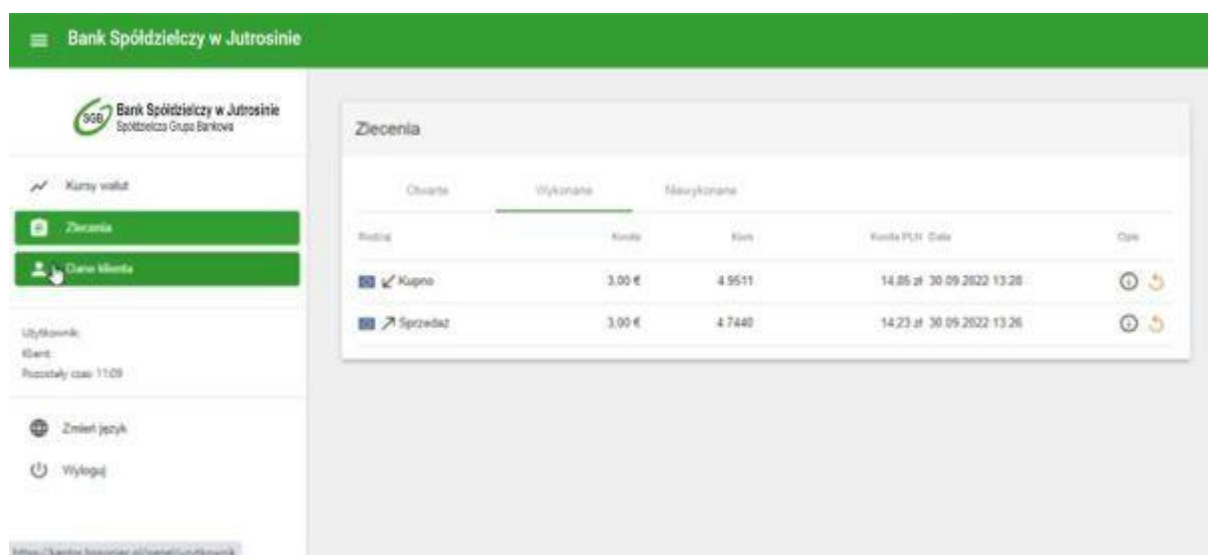 Bank Spółdzielczy w Jutrosinie
SGB
Bank Spółdzielczy w Jutrosinie
Spółdzielcza Grupa Bankowa
Kursy walut
Zlecenia
Dane klienta
Użytkownik:
Klient:
Pozostały czas 11:09
Zmień język
Wyloguj
Zlecenia
Otwarte Wykonane Niewykonane
Rodzaj Kwota Kurs Kwota PLN Data Opis
Kupno 3,00 € 4.9511 14,85 zł 30.09.2022 13:28
Sprzedaż 3,00 € 4.7440 14,23 zł 30.09.2022 13:26